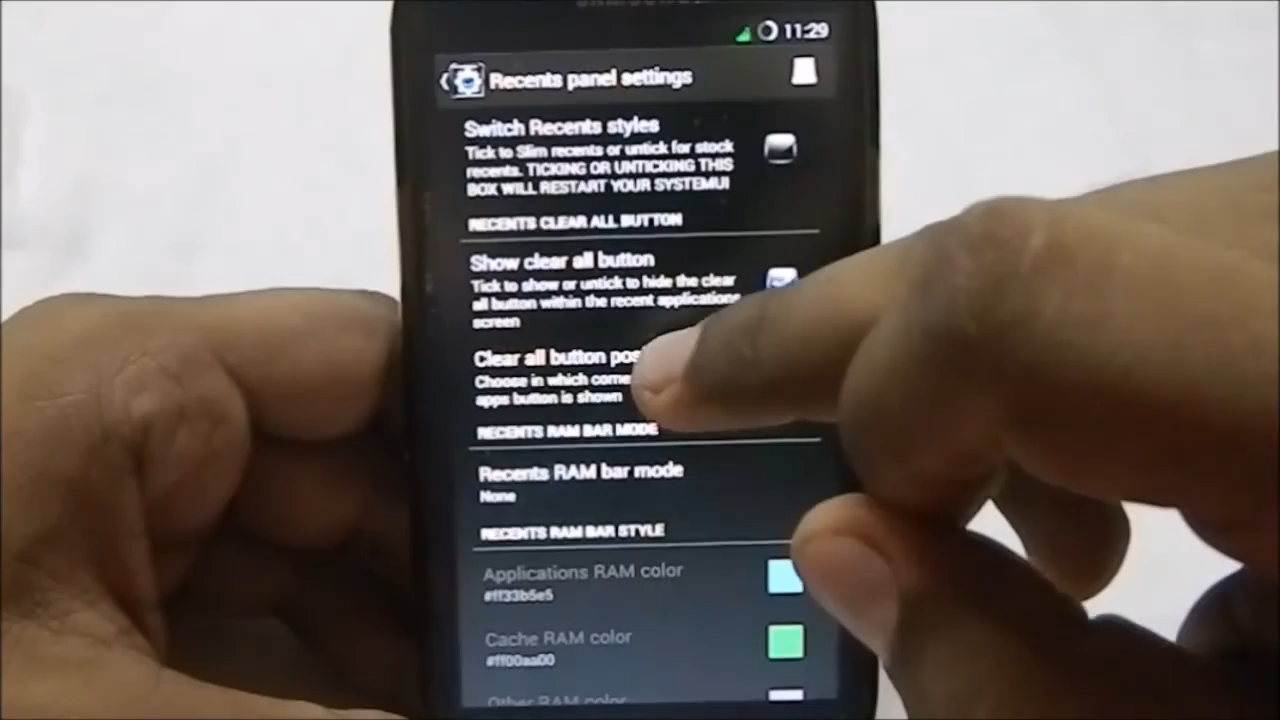 SAMSUNG
11:29
Recents panel settings
Switch Recents styles
Tick to Slim recents or untick for stock
recents. TICKING OR UNTICKING THIS
BOX WILL RESTART YOUR SYSTEMUI
RECENTS CLEAR ALL BUTTON
Show clear all button
Tick to show or untick to hide the clear
all button within the recent applications
screen
Clear all button
Choose in which
apps button is shown
RECENTS RAM BAR MODE
Recents RAM bar mode
None
RECENTS RAM BAR STYLE
Applications RAM color
#ff33b5e5
Cache RAM color
#ff00aa00
Other RAM color